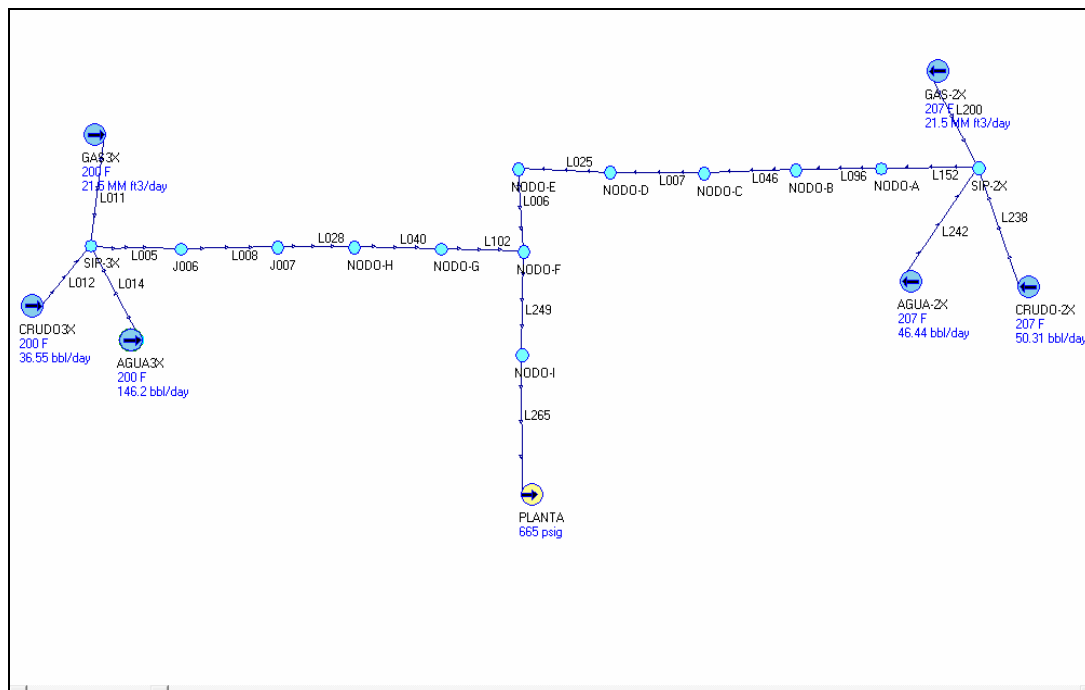 GAS-2X
207 F
21.5 MM ft3/day
L200
GAS3X
200 F
21.5 MM ft3/day
L011
NODO-E
L025
NODO-D
L007
NODO-C
L046
NODO-B
L096
NODO-A
L152
SIP-2X
L006
L242
L238
SIP-3X
L005
J006
L008
J007
L028
NODO-H
L040
NODO-G
L102
NODO-F
L012
L014
L249
CRUDO3X
200 F
36.55 bbl/day
AGUA3X
200 F
146.2 bbl/day
AGUA-2X
207 F
46.44 bbl/day
CRUDO-2X
207 F
50.31 bbl/day
NODO-I
L265
PLANTA
665 psig